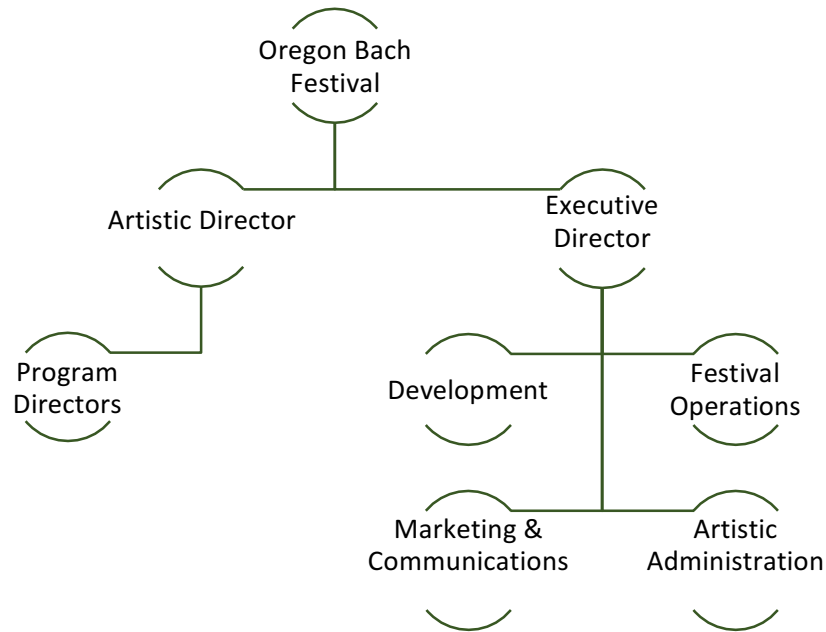 Oregon Bach
Festival
Artistic Director
Executive
Director
Program
Directors
Development
Festival
Operations
Marketing &
Communications
Artistic
Administration